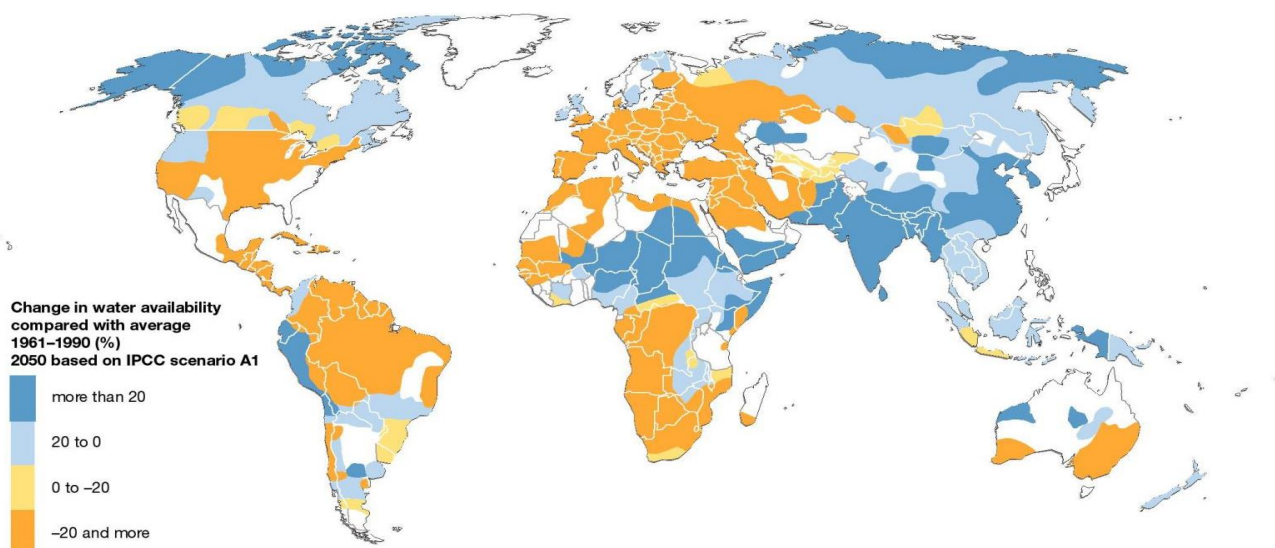 Change in water availability
compared with average
1961–1990 (%)
2050 based on IPCC scenario A1
more than 20
20 to 0
0 to –20
–20 and more